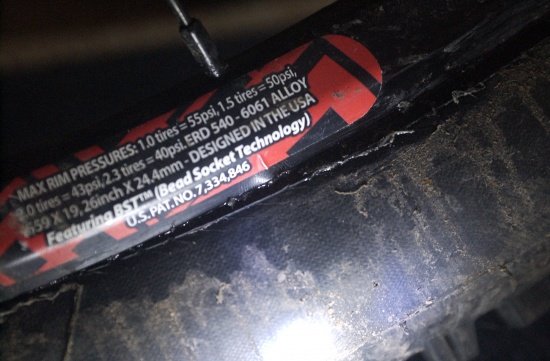 MAX RIM PRESSURES: 1.0 tires = 55psi, 1.5 tires = 50psi,
2.0 tires = 43psi, 2.3 tires = 40psi. ERD 540 - 6061 ALLOY
559 X 19, 26inch X 24.4mm - DESIGNED IN THE USA
Featuring BST™ (Bead Socket Technology)
U.S. PAT. NO. 7,334,846